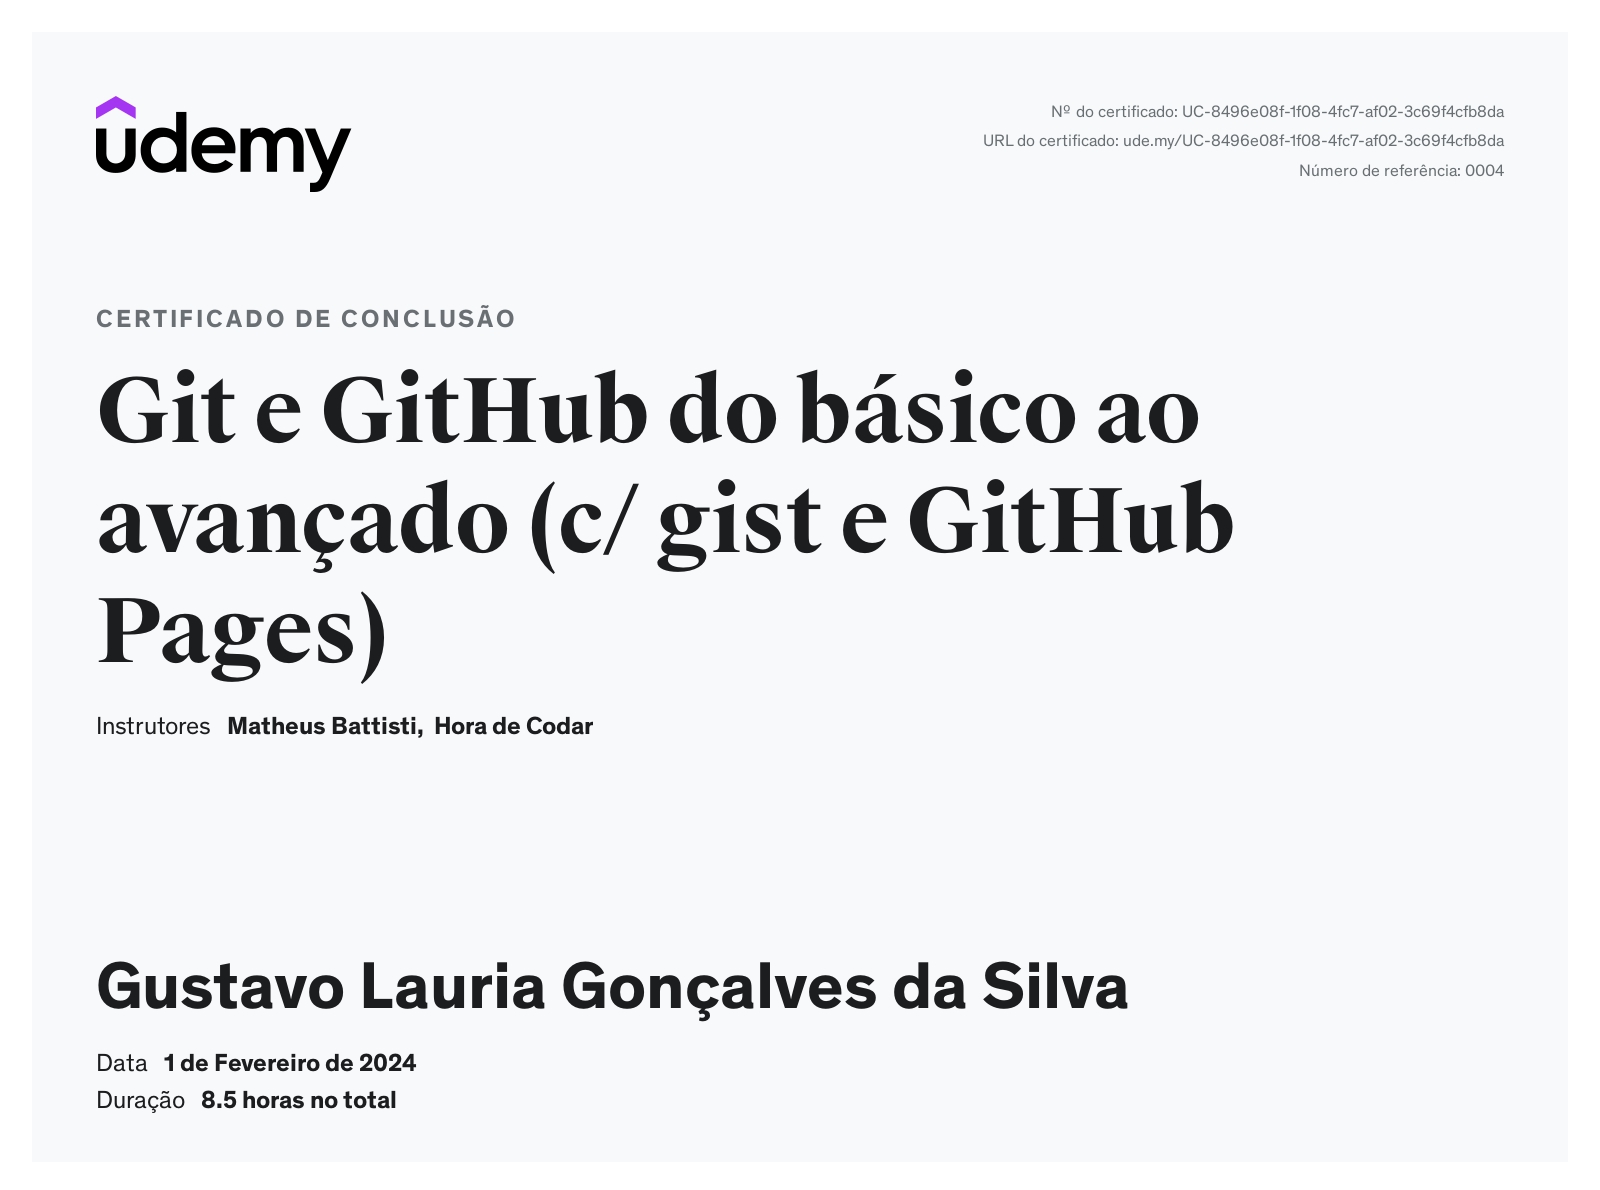 udemy
Nº do certificado: UC-8496e08f-1f08-4fc7-af02-3c69f4cfb8da
URL do certificado: ude.my/UC-8496e08f-1f08-4fc7-af02-3c69f4cfb8da
Número de referência: 0004
CERTIFICADO DE CONCLUSÃO
Git e GitHub do básico ao
avançado (c/ gist e GitHub
Pages)
Instrutores Matheus Battisti, Hora de Codar
Gustavo Lauria Gonçalves da Silva
Data 1 de Fevereiro de 2024
Duração 8.5 horas no total